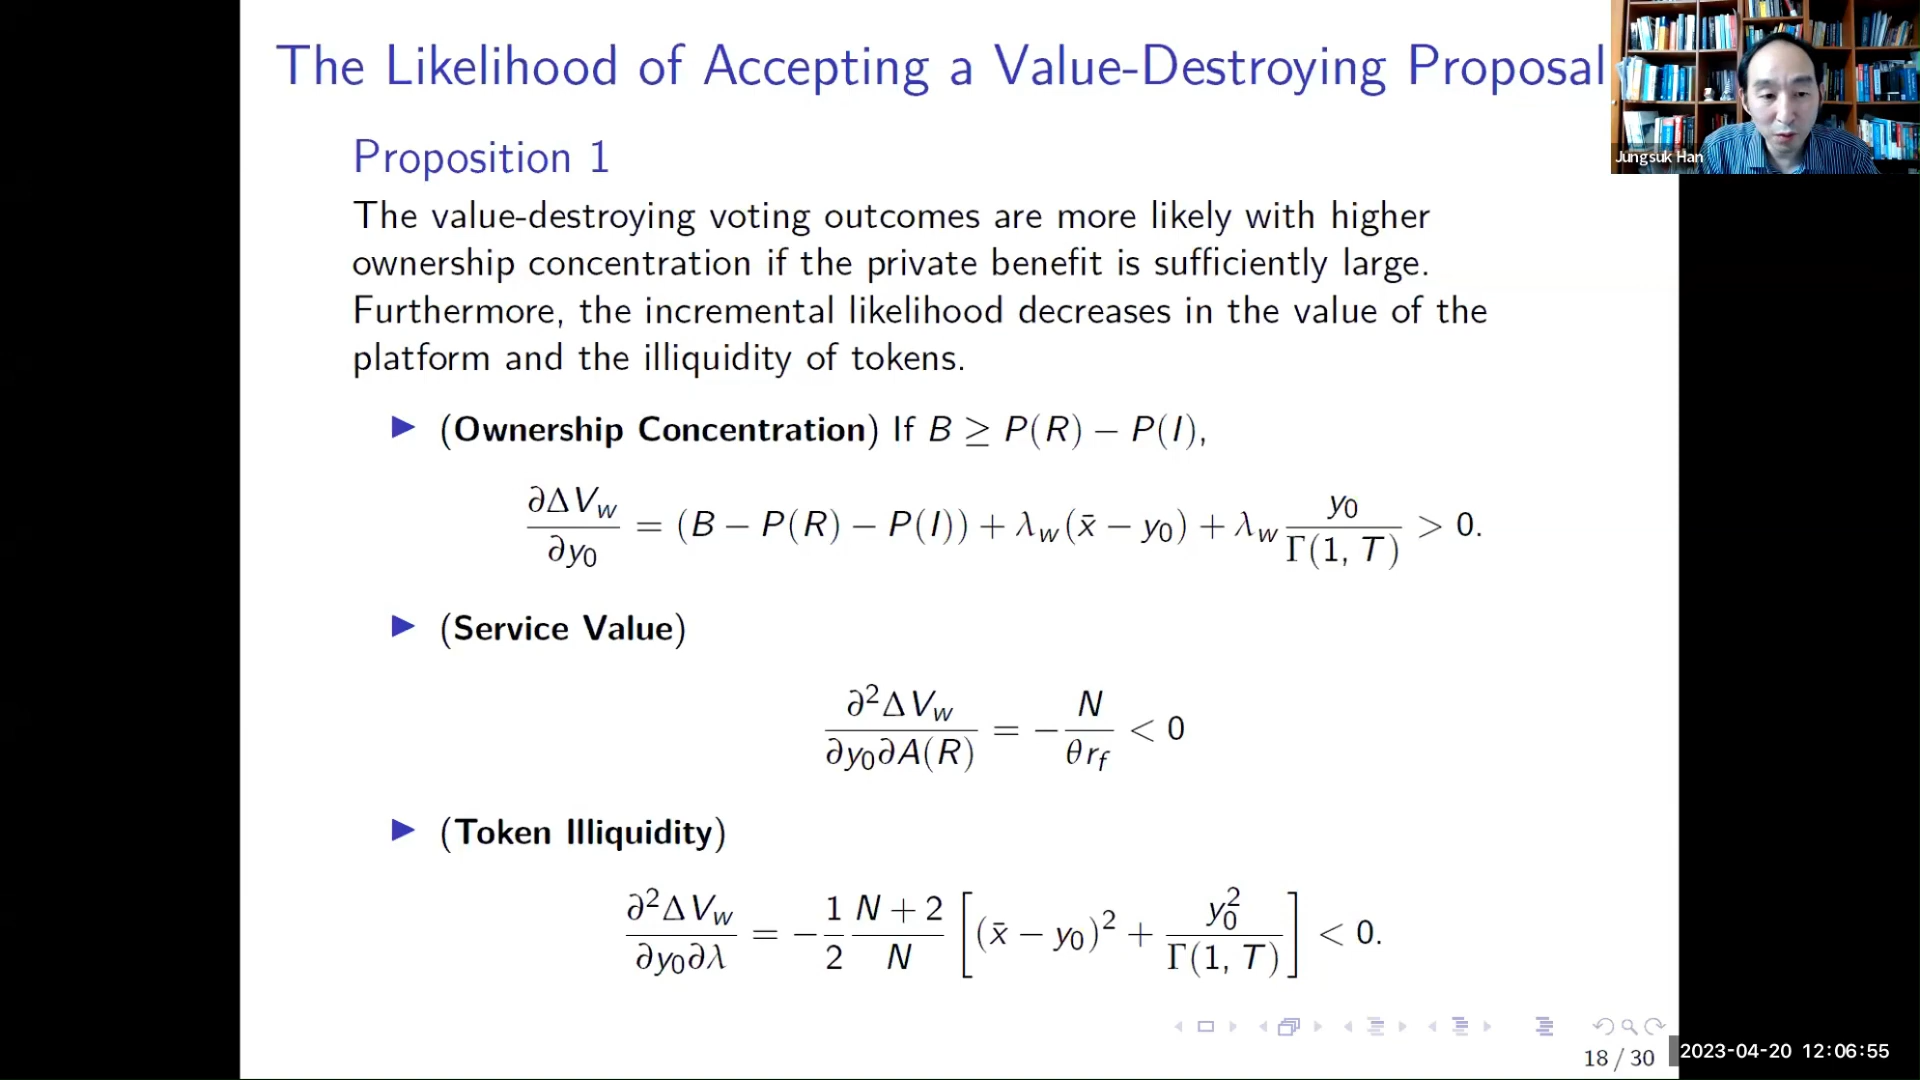 The Likelihood of Accepting a Value-Destroying Proposal
Jungsuk Han
Proposition 1
The value-destroying voting outcomes are more likely with higher
ownership concentration if the private benefit is sufficiently large.
Furthermore, the incremental likelihood decreases in the value of the
platform and the illiquidity of tokens.
▶ (Ownership Concentration) If B ≥ P(R) − P(I),
∂ΔV_w/∂y_0 = (B − P(R) − P(I)) + λ_w(x̄ − y_0) + λ_w y_0/Γ(1, T) > 0.
▶ (Service Value)
∂²ΔV_w/∂y_0∂A(R) = − N/θr_f < 0
▶ (Token Illiquidity)
∂²ΔV_w/∂y_0∂λ = − 1/2 N + 2/N [(x̄ − y_0)² + y_0²/Γ(1, T)] < 0.
18 / 30
2023-04-20 12:06:55